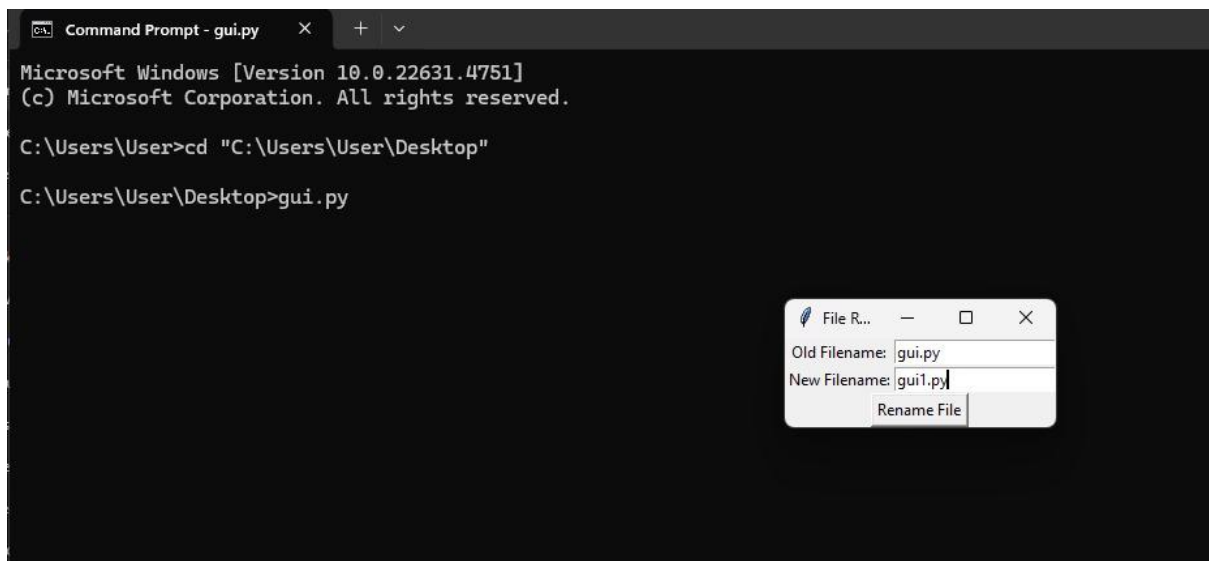 Command Prompt - gui.py
Microsoft Windows [Version 10.0.22631.4751]
(c) Microsoft Corporation. All rights reserved.
C:\Users\User>cd "C:\Users\User\Desktop"
C:\Users\User\Desktop>gui.py
File R...
Old Filename: gui.py
New Filename: gui1.py
Rename File